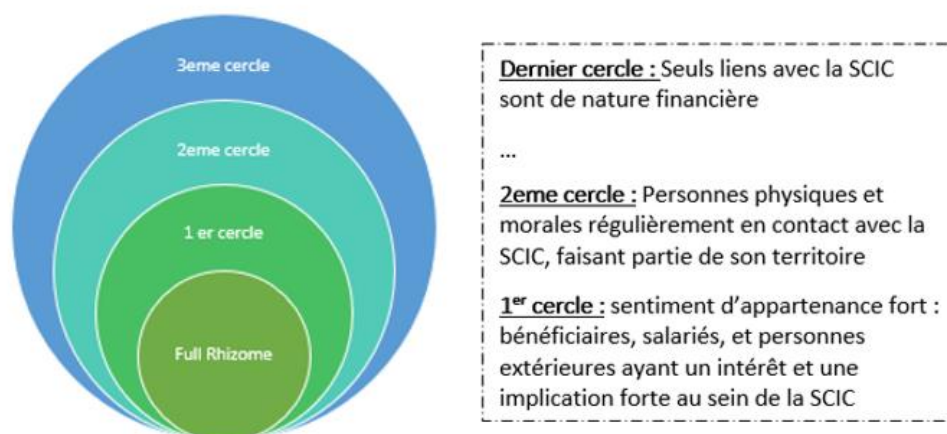 3eme cercle
2eme cercle
1 er cercle
Full Rhizome
Dernier cercle : Seuls liens avec la SCIC
sont de nature financière
...
2eme cercle : Personnes physiques et
morales régulièrement en contact avec la
SCIC, faisant partie de son territoire
1er cercle : sentiment d'appartenance fort :
bénéficiaires, salariés, et personnes
extérieures ayant un intérêt et une
implication forte au sein de la SCIC